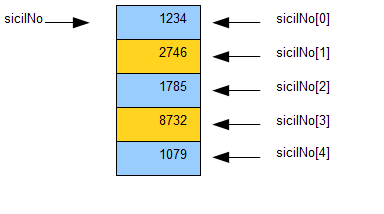 sicilNo 1234 sicilNo[0]
2746 sicilNo[1]
1785 sicilNo[2]
8732 sicilNo[3]
1079 sicilNo[4]